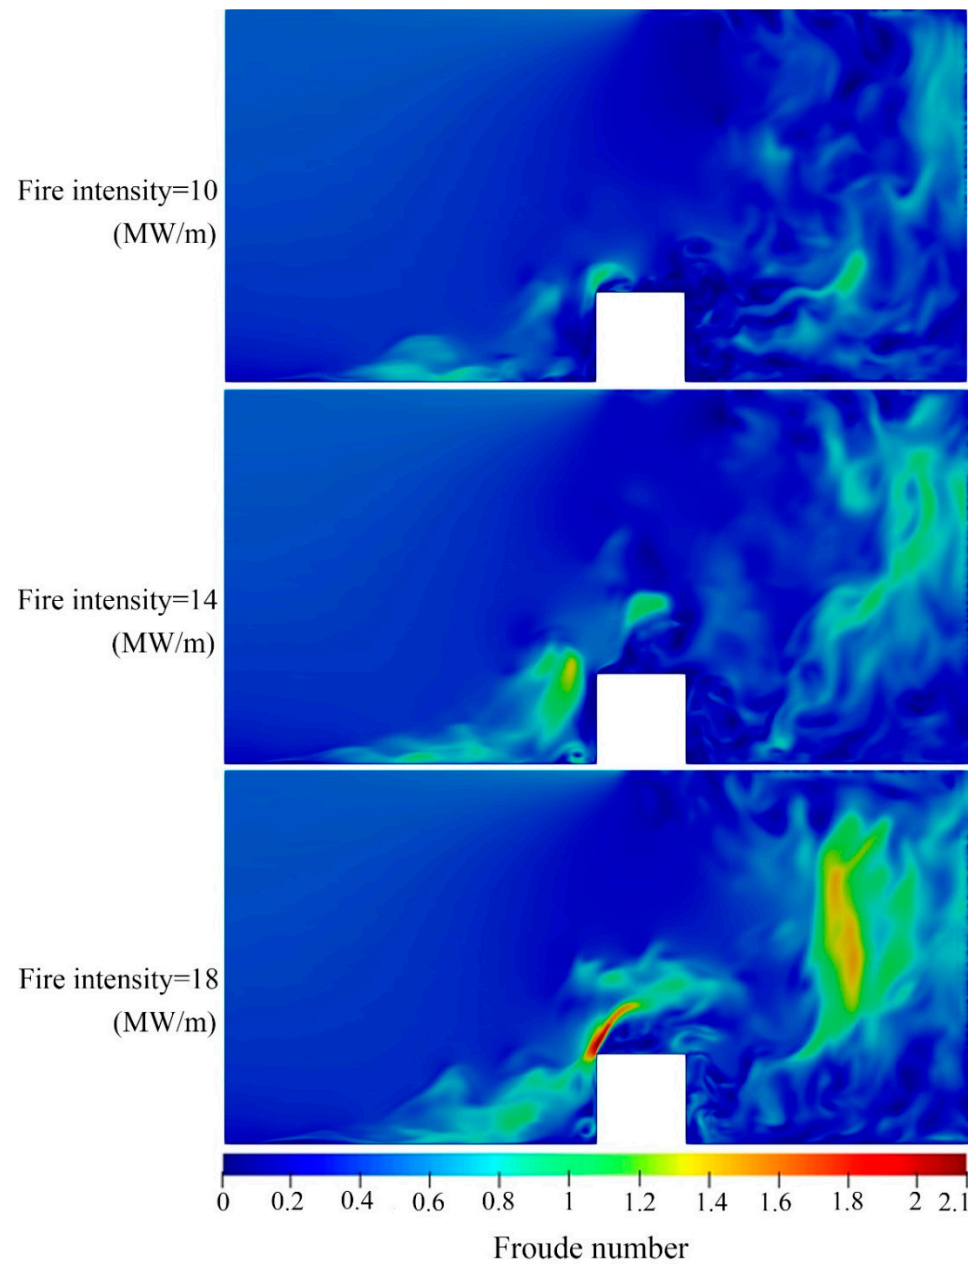 Fire intensity=10
(MW/m)
Fire intensity=14
(MW/m)
Fire intensity=18
(MW/m)
0 0.2 0.4 0.6 0.8 1 1.2 1.4 1.6 1.8 2 2.1
Froude number